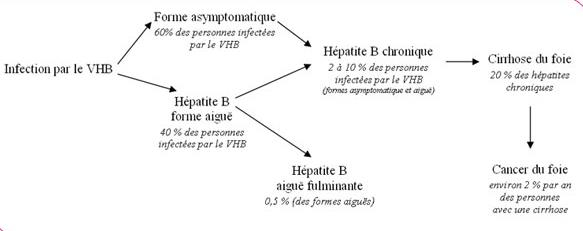 Forme asymptomatique
60% des personnes infectées
par le VHB
Infection par le VHB
Hépatite B
forme aiguë
40 % des personnes
infectées par le VHB
Hépatite B chronique
2 à 10 % des personnes
infectées par le VHB
(formes asymptomatique et aiguë)
Hépatite B
aiguë fulminante
0,5 % (des formes aiguës)
Cirrhose du foie
20 % des hépatites
chroniques
Cancer du foie
environ 2 % par an
des personnes
avec une cirrhose